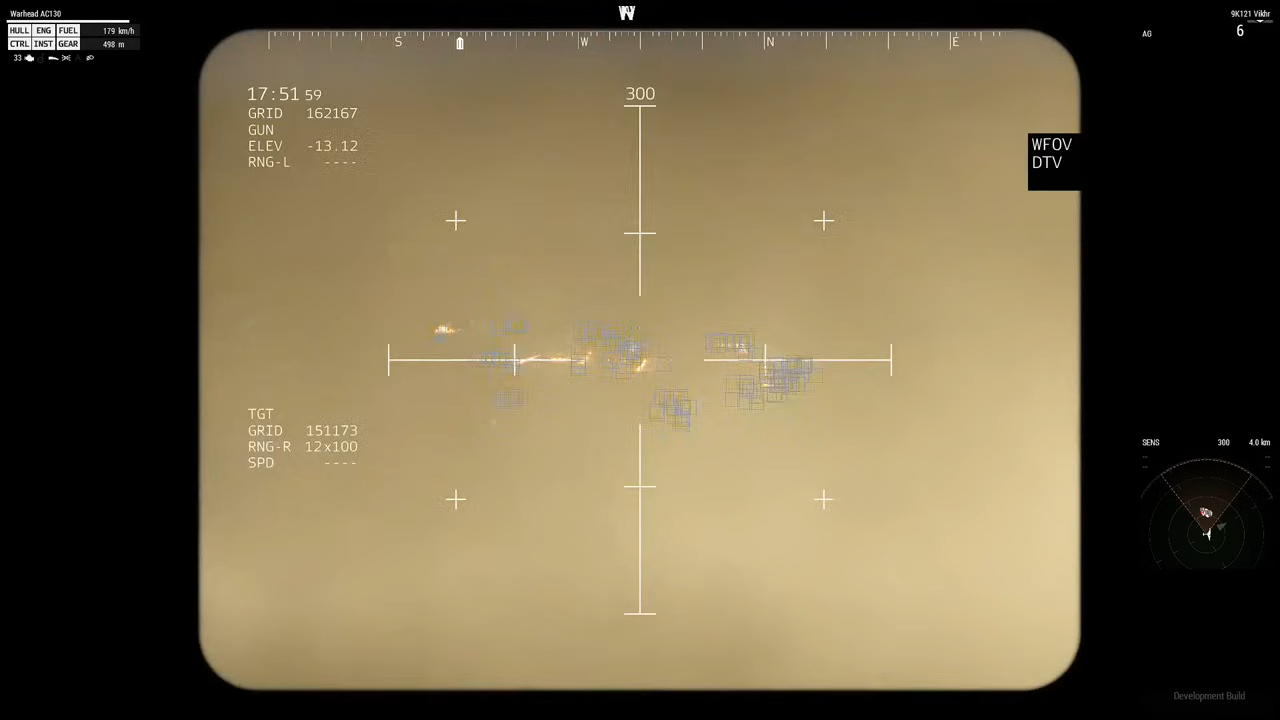 Warhead AC130
HULL ENG FUEL 179 km/h
CTRL INST GEAR 498 m
33
W
9K121 Vikhr
AG 6
S W N E
17:51 59
300
GRID 162167
GUN
ELEV -13.12
RNG-L ----
WFOV
DTV
TGT
GRID 151173
RNG-R 12x100
SPD ----
SENS 300 4.0 km
Development Build